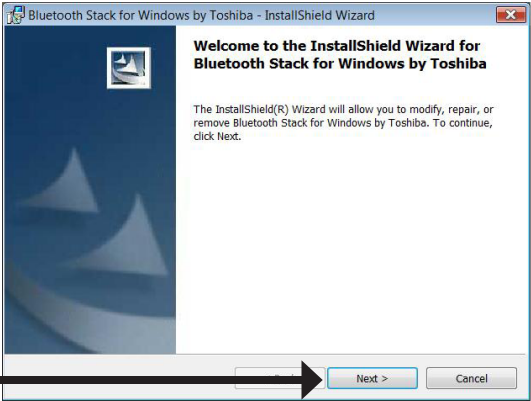 Bluetooth Stack for Windows by Toshiba - InstallShield Wizard
Welcome to the InstallShield Wizard for
Bluetooth Stack for Windows by Toshiba
The InstallShield(R) Wizard will allow you to modify, repair, or
remove Bluetooth Stack for Windows by Toshiba. To continue,
click Next.
Next > Cancel